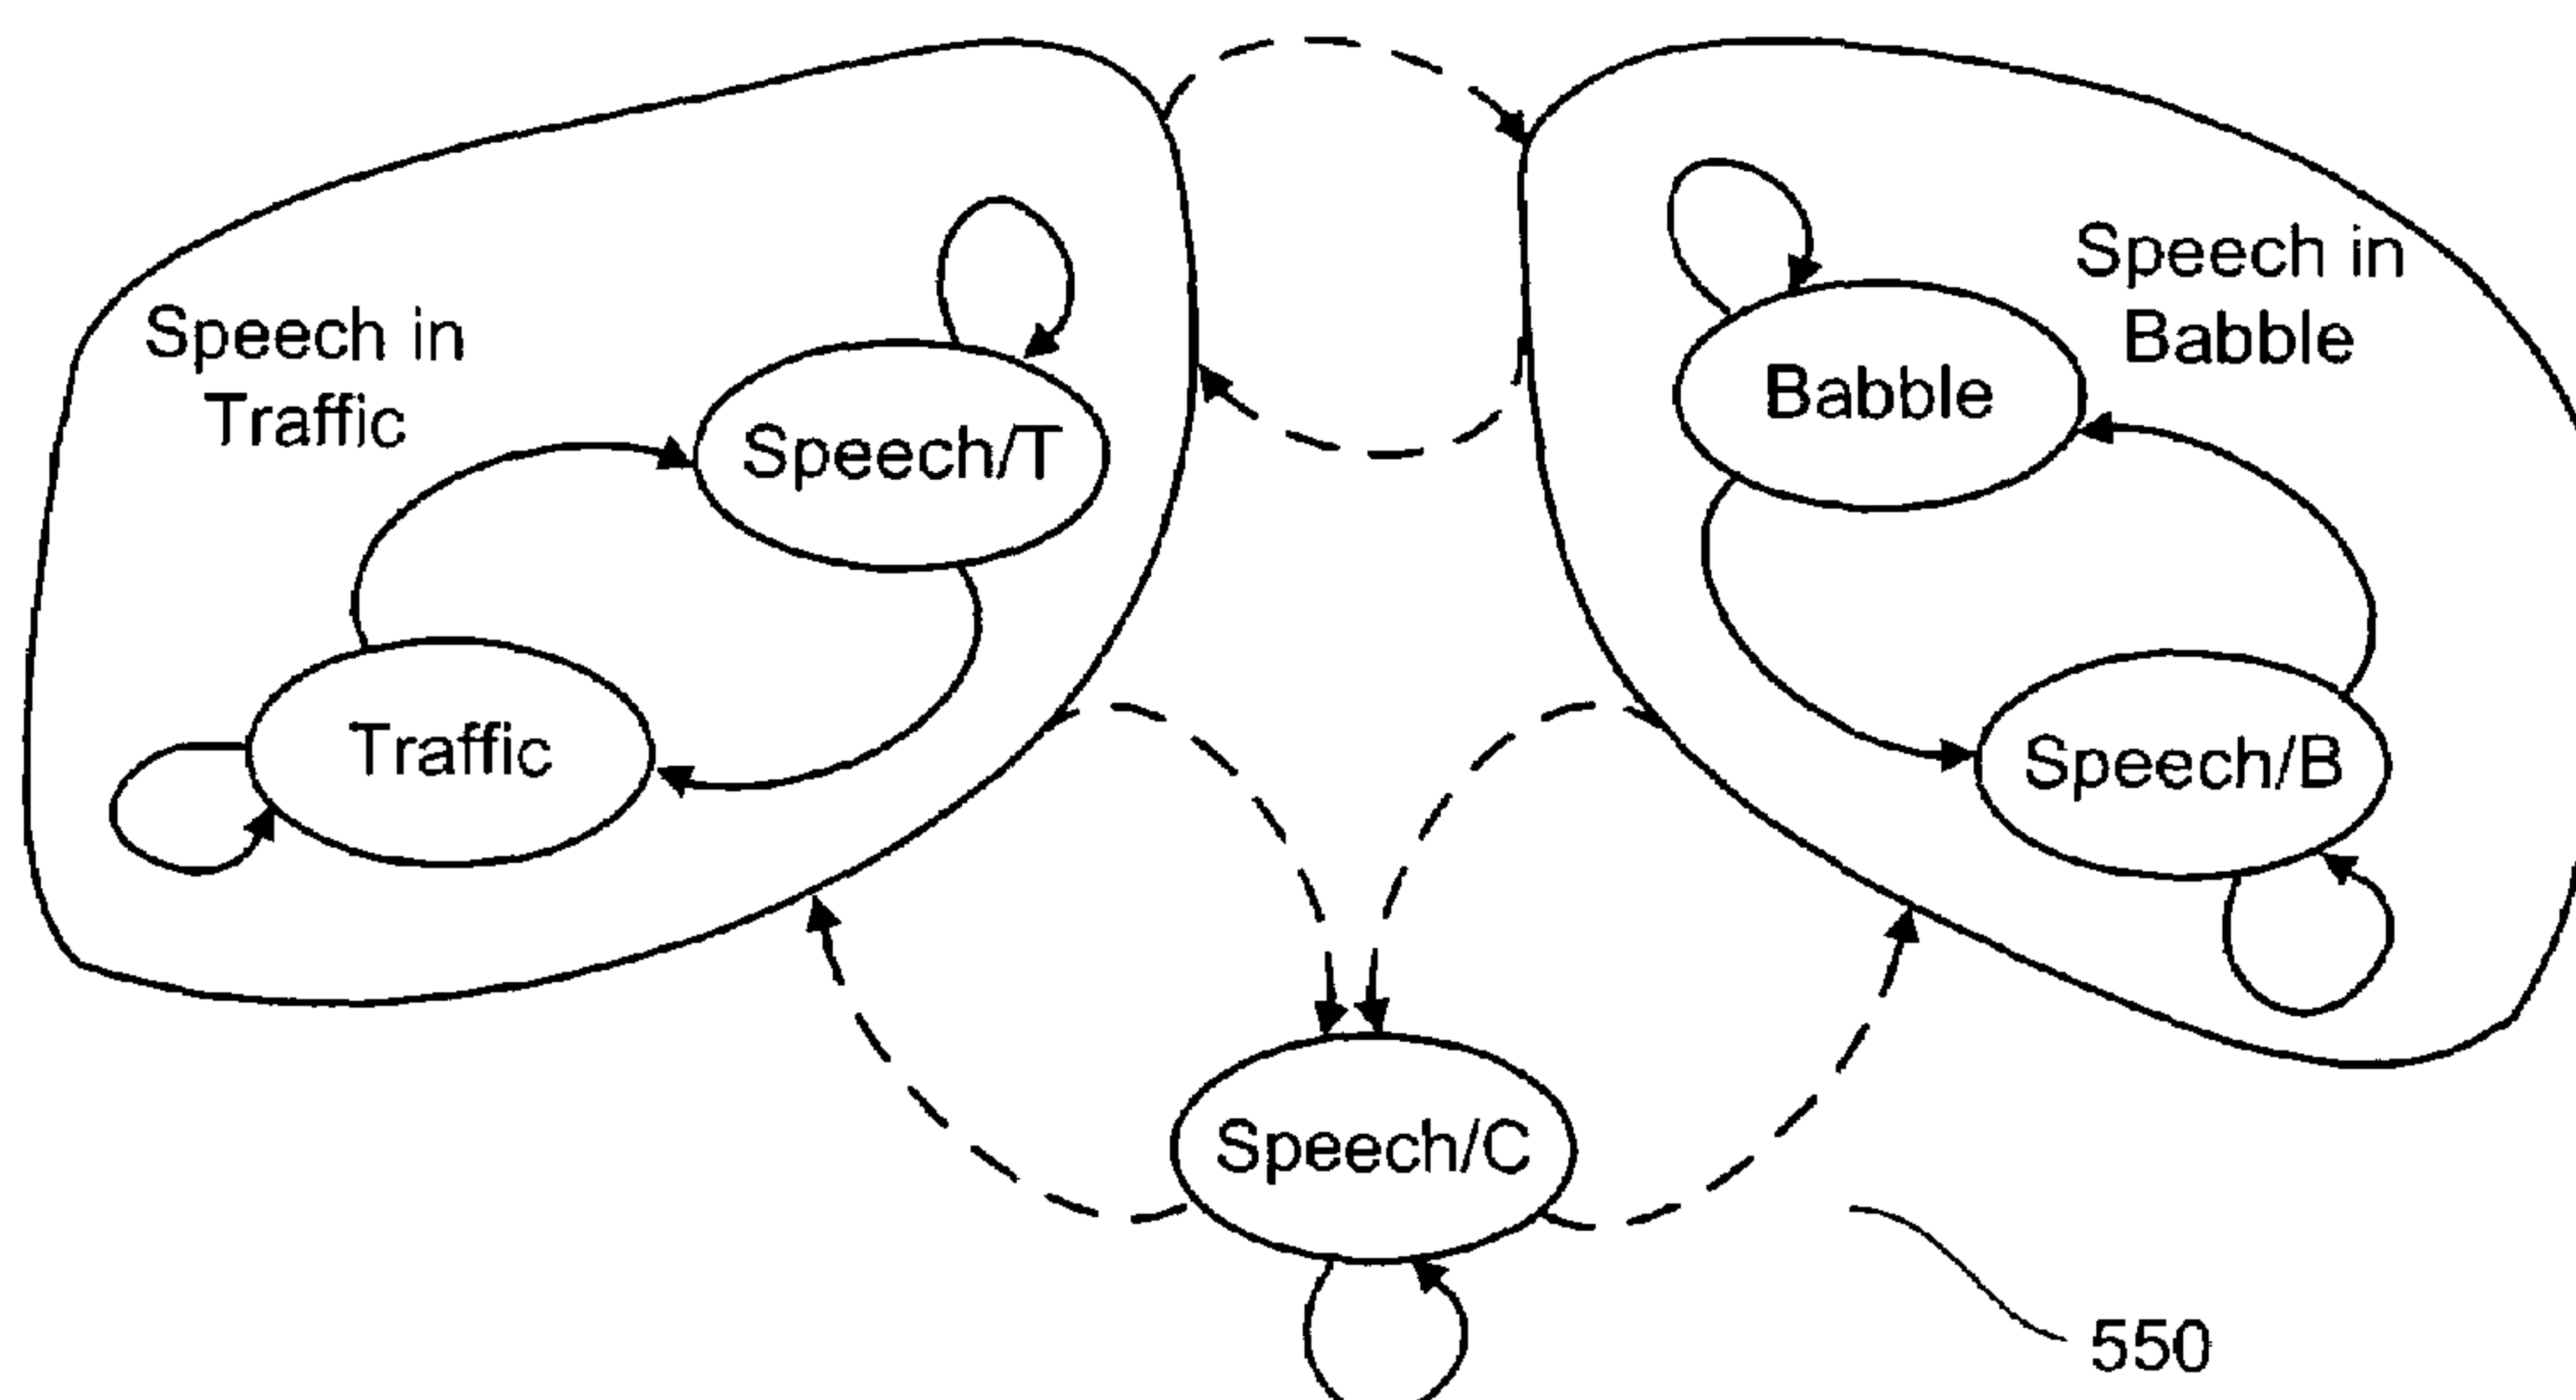 Speech in
Traffic
Speech/T
Traffic
Speech in
Babble
Babble
Speech/B
Speech/C
550